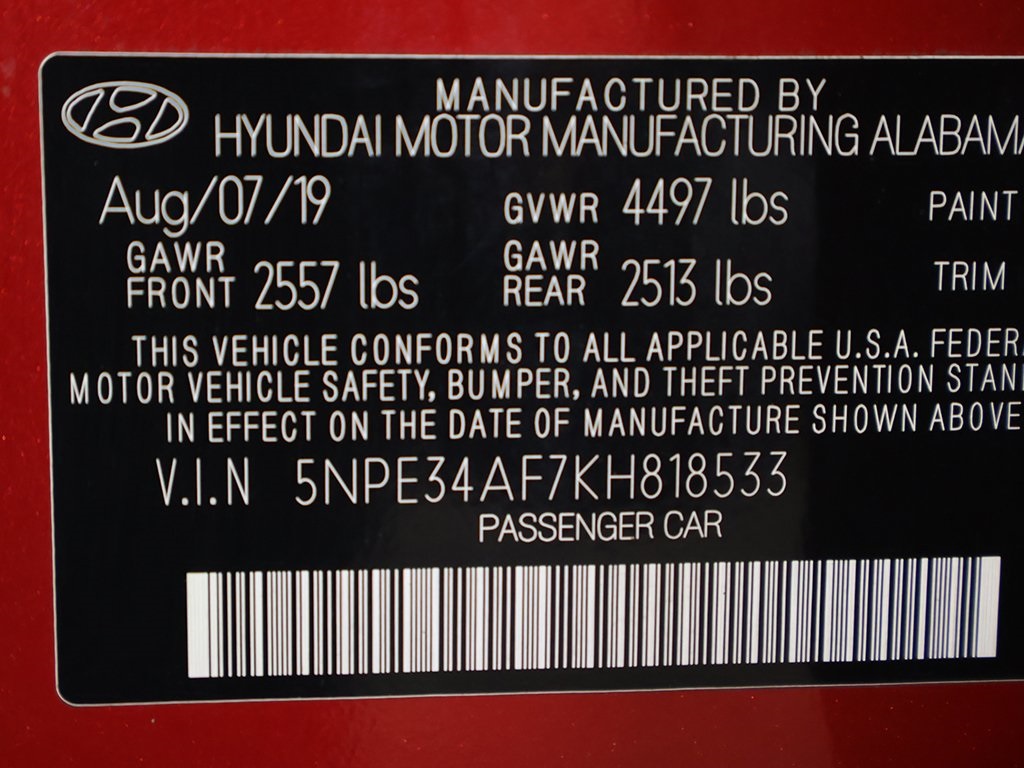 MANUFACTURED BY
HYUNDAI MOTOR MANUFACTURING ALABAMA
Aug/07/19 GVWR 4497 lbs PAINT
GAWR FRONT 2557 lbs GAWR REAR 2513 lbs TRIM
THIS VEHICLE CONFORMS TO ALL APPLICABLE U.S.A. FEDER
MOTOR VEHICLE SAFETY, BUMPER, AND THEFT PREVENTION STAN
IN EFFECT ON THE DATE OF MANUFACTURE SHOWN ABOVE
V.I.N 5NPE34AF7KH818533
PASSENGER CAR